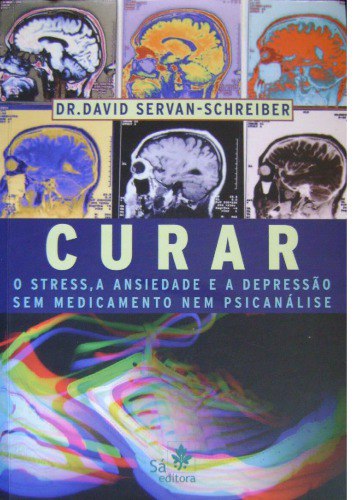 DR.DAVID SERVAN-SCHREIBER
CURAR
O STRESS, A ANSIEDADE E A DEPRESSÃO
SEM MEDICAMENTO NEM PSICANÁLISE
Sá
editora